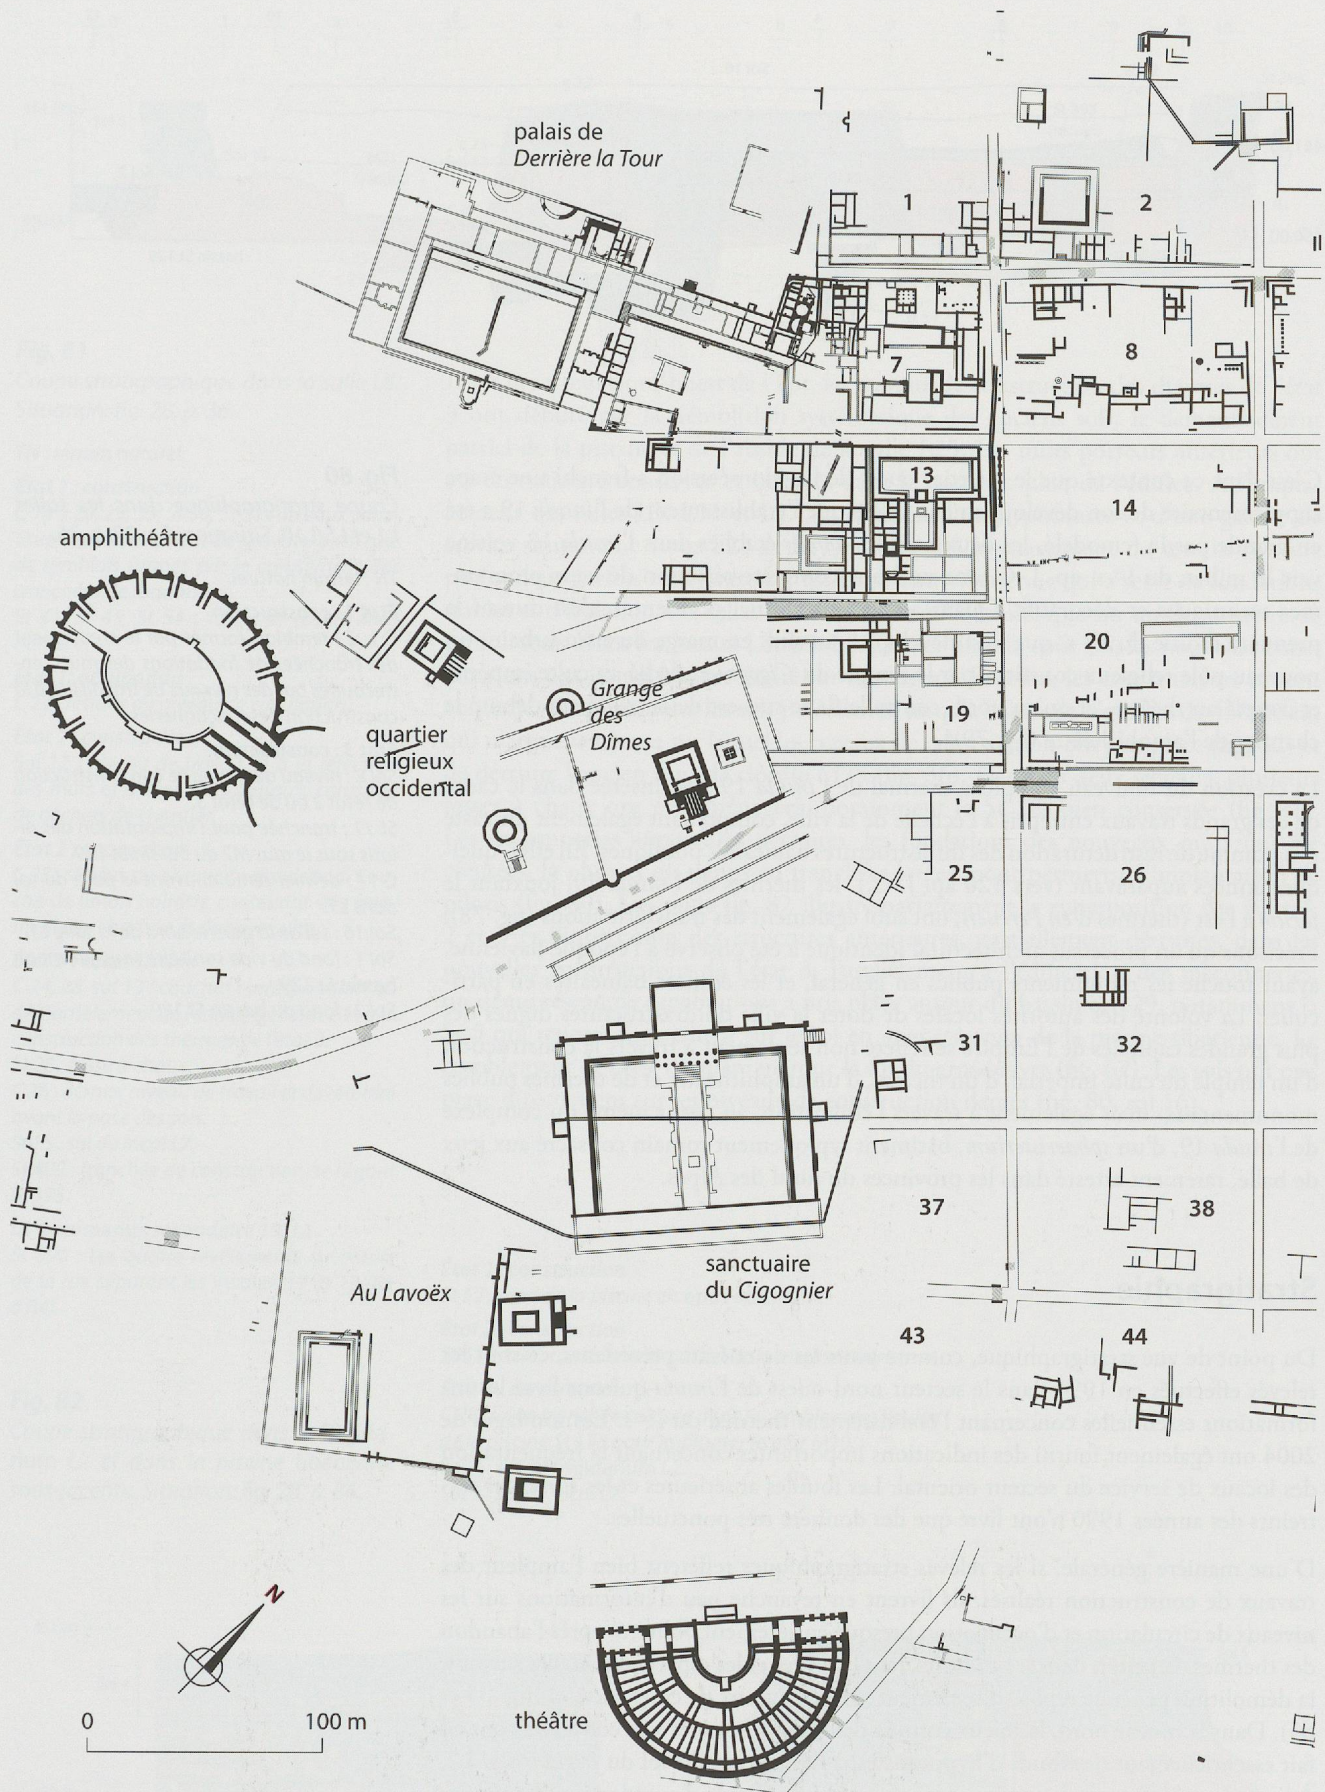 palais de
Derrière la Tour
1
2
7
8
13
14
amphithéâtre
20
Grange
des
Dîmes
19
quartier
religieux
occidental
25
26
31
32
37
38
sanctuaire
du Cigognier
Au Lavoëx
43
44
N
0 100 m
théâtre